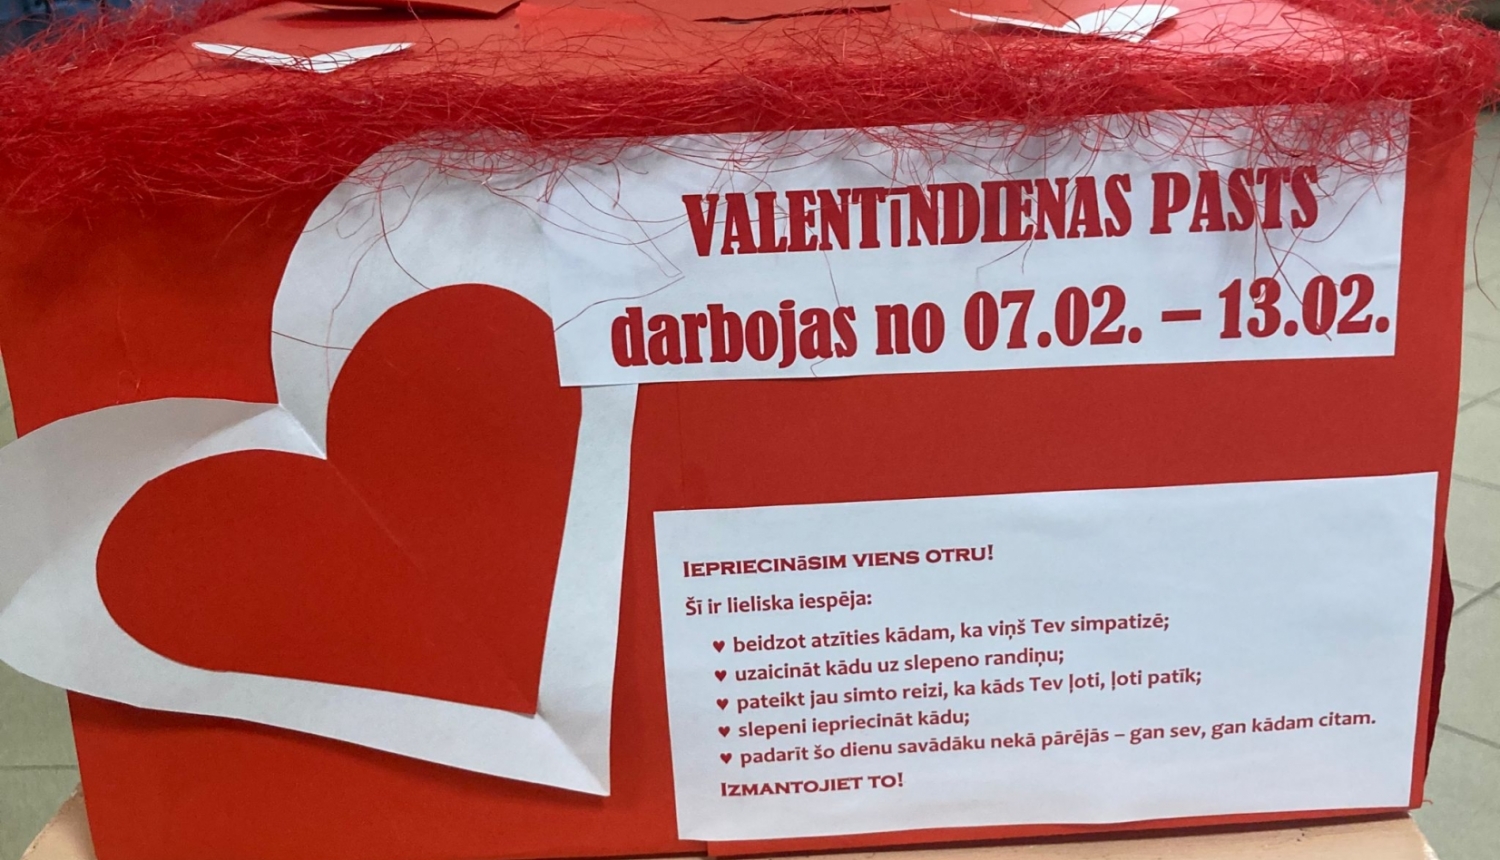 VALENTīNDIENAS PASTS
darbojas no 07.02. – 13.02.
IEPRIECINāSIM VIENS OTRU!
Šī ir lieliska iespēja:
♥ beidzot atzīties kādam, ka viņš Tev simpatizē;
♥ uzaicināt kādu uz slepeno randiņu;
♥ pateikt jau simto reizi, ka kāds Tev ļoti, ļoti patīk;
♥ slepeni iepriecināt kādu;
♥ padarīt šo dienu savādāku nekā pārējās – gan sev, gan kādam citam.
IZMANTOJIET TO!